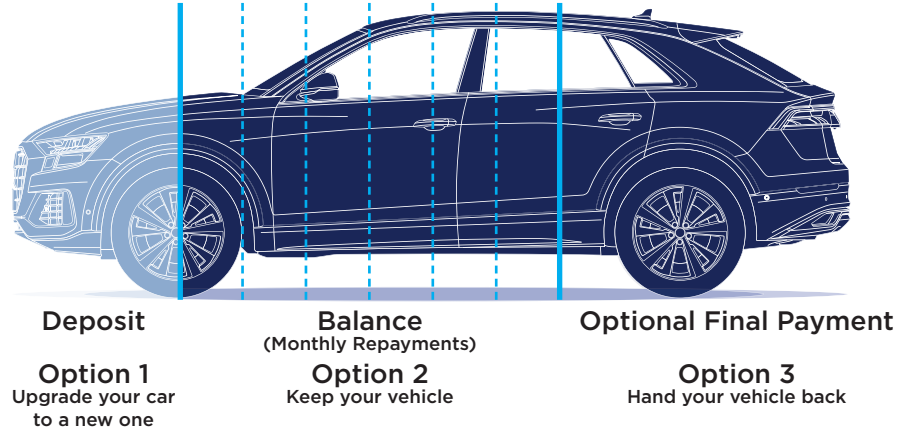 Deposit
Balance
(Monthly Repayments)
Optional Final Payment
Option 1
Upgrade your car
to a new one
Option 2
Keep your vehicle
Option 3
Hand your vehicle back